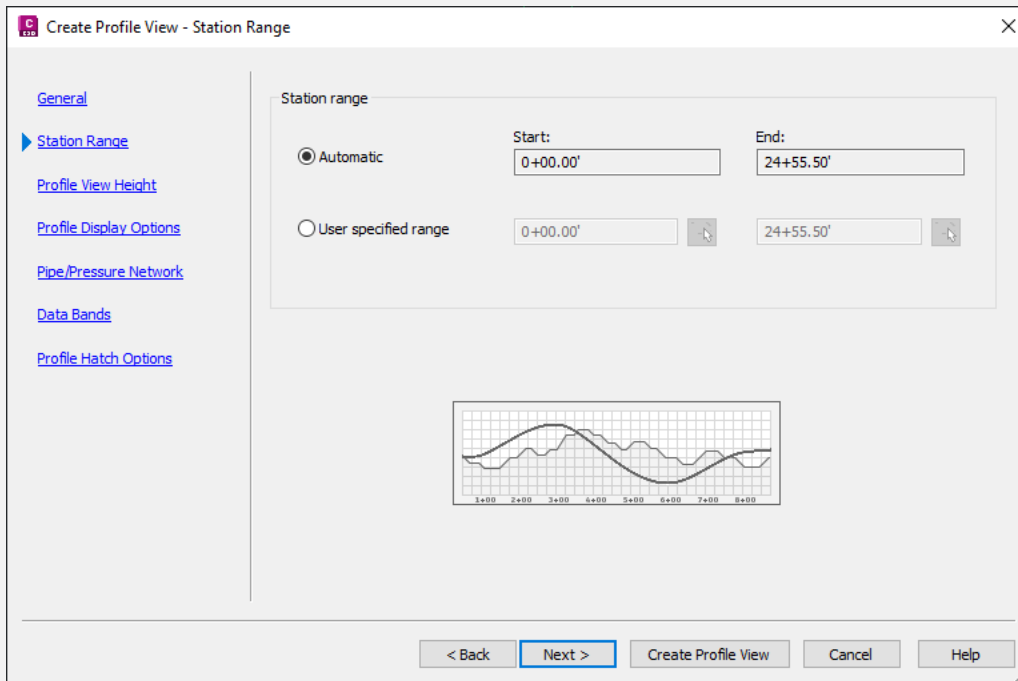 C
C3D
Create Profile View - Station Range
General
Station Range
Profile View Height
Profile Display Options
Pipe/Pressure Network
Data Bands
Profile Hatch Options
Station range
Start:
End:
Automatic
0+00.00'
24+55.50'
User specified range
0+00.00'
24+55.50'
1+00 2+00 3+00 4+00 5+00 6+00 7+00 8+00
< Back
Next >
Create Profile View
Cancel
Help